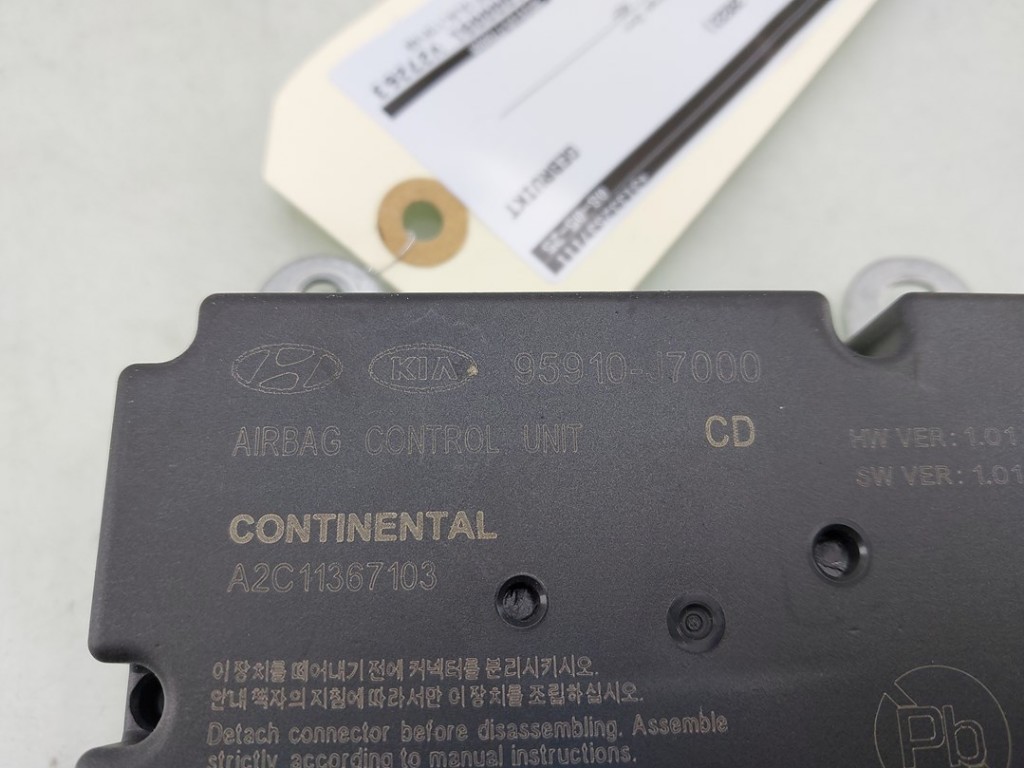 GEBRUIKT
KIA 95910-J7000
AIRBAG CONTROL UNIT CD
HW VER: 1.01
SW VER: 1.01
CONTINENTAL
A2C11367103
이 장치를 떼어내기 전에 커넥터를 분리시키시오.
안내 책자의 지침에 따라서만 이 장치를 조립하십시오.
Detach connector before disassembling. Assemble
strictly according to manual instructions.
Pb